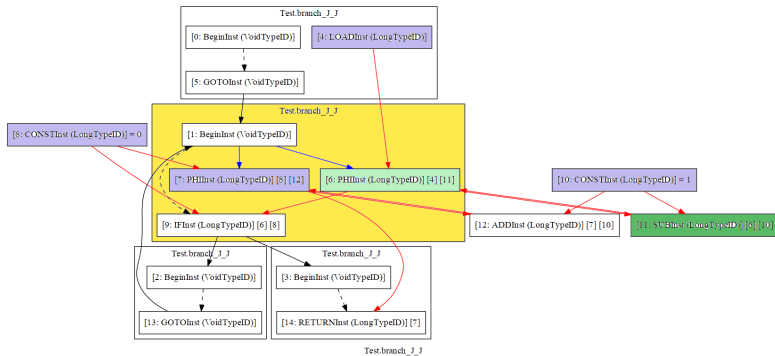 Test.branch_J_J
[0: BeginInst (VoidTypeID)]
[4: LOADInst (LongTypeID)]
[5: GOTOInst (VoidTypeID)]
Test.branch_J_J
[8: CONSTInst (LongTypeID)] = 0
[1: BeginInst (VoidTypeID)]
[7: PHIInst (LongTypeID)] [8] [12]
[6: PHIInst (LongTypeID)] [4] [11]
[10: CONSTInst (LongTypeID)] = 1
[9: IFInst (LongTypeID)] [6] [8]
[12: ADDInst (LongTypeID)] [7] [10]
[11: SUBInst (LongTypeID)] [6] [10]
Test.branch_J_J
Test.branch_J_J
[2: BeginInst (VoidTypeID)]
[3: BeginInst (VoidTypeID)]
[13: GOTOInst (VoidTypeID)]
[14: RETURNInst (LongTypeID)] [7]
Test.branch_J_J